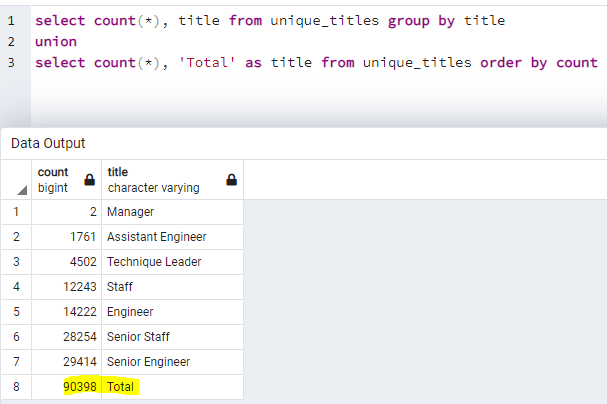 1 select count(*), title from unique_titles group by title
2 union
3 select count(*), 'Total' as title from unique_titles order by count
Data Output
count bigint title character varying
1 2 Manager
2 1761 Assistant Engineer
3 4502 Technique Leader
4 12243 Staff
5 14222 Engineer
6 28254 Senior Staff
7 29414 Senior Engineer
8 90398 Total